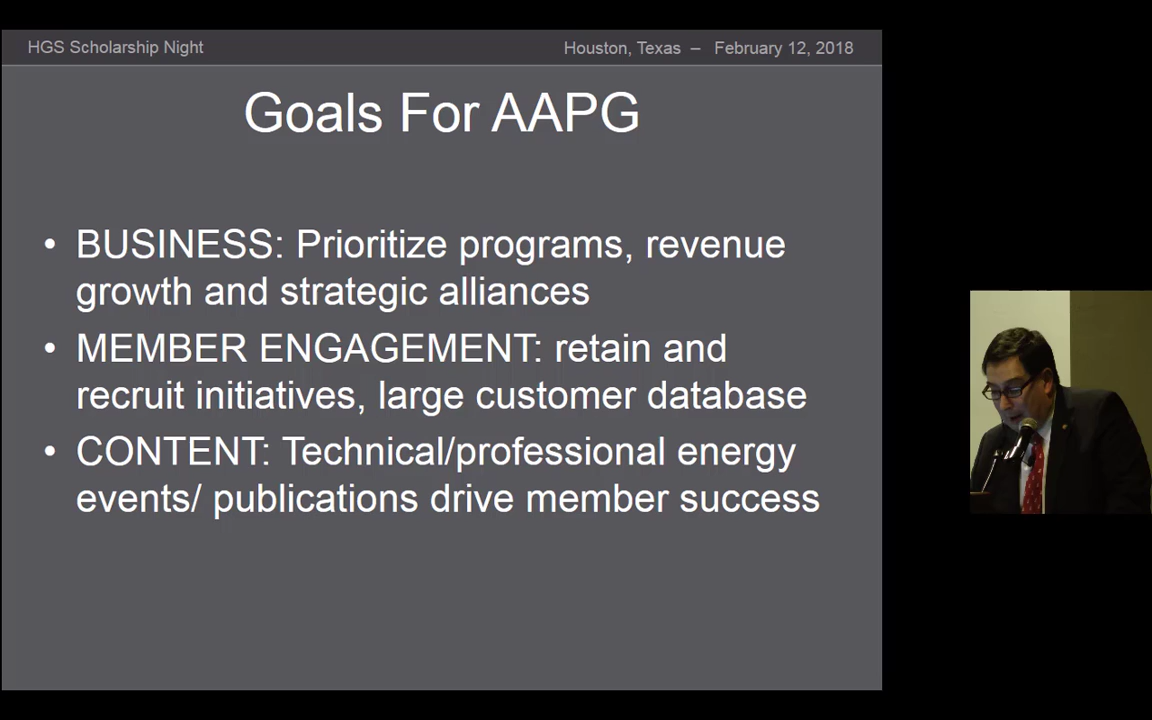 HGS Scholarship Night
Houston, Texas – February 12, 2018
Goals For AAPG
• BUSINESS: Prioritize programs, revenue
growth and strategic alliances
• MEMBER ENGAGEMENT: retain and
recruit initiatives, large customer database
• CONTENT: Technical/professional energy
events/ publications drive member success